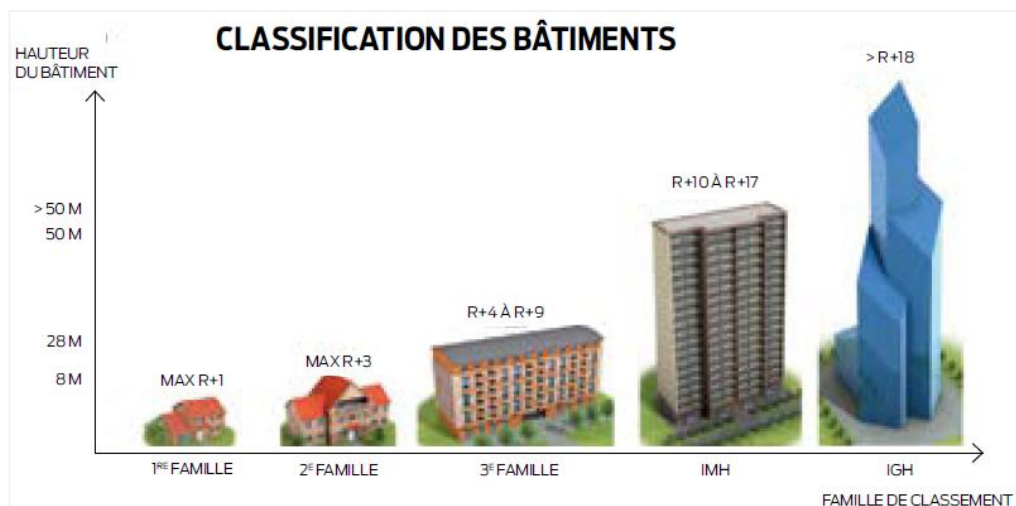 CLASSIFICATION DES BÂTIMENTS
HAUTEUR
DU BÂTIMENT
> R+18
R+10 À R+17
> 50 M
50 M
R+4 À R+9
28 M
MAX R+3
8 M
MAX R+1
1RE FAMILLE
2E FAMILLE
3E FAMILLE
IMH
IGH
FAMILLE DE CLASSEMENT